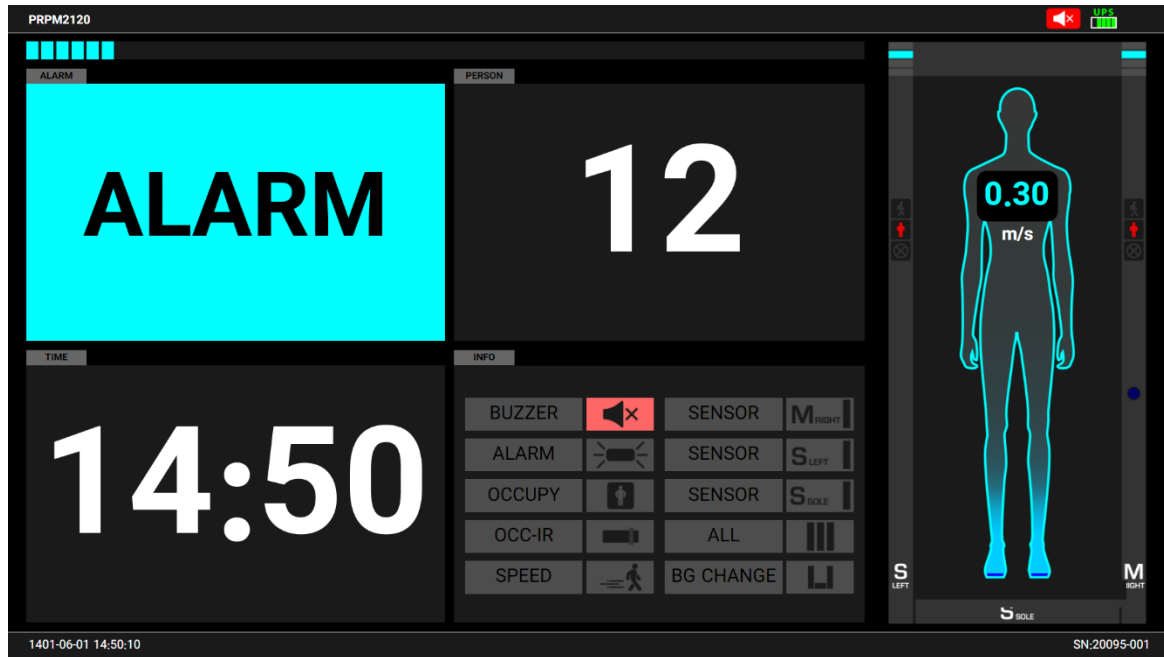 PRPM2120
UPS
ALARM
ALARM
PERSON
12
0.30
m/s
TIME
14:50
INFO
BUZZER
SENSOR
M RIGHT
ALARM
SENSOR
S LEFT
OCCUPY
SENSOR
S SOLE
OCC-IR
ALL
SPEED
BG CHANGE
S
LEFT
M
RIGHT
S SOLE
1401-06-01 14:50:10
SN:20095-001